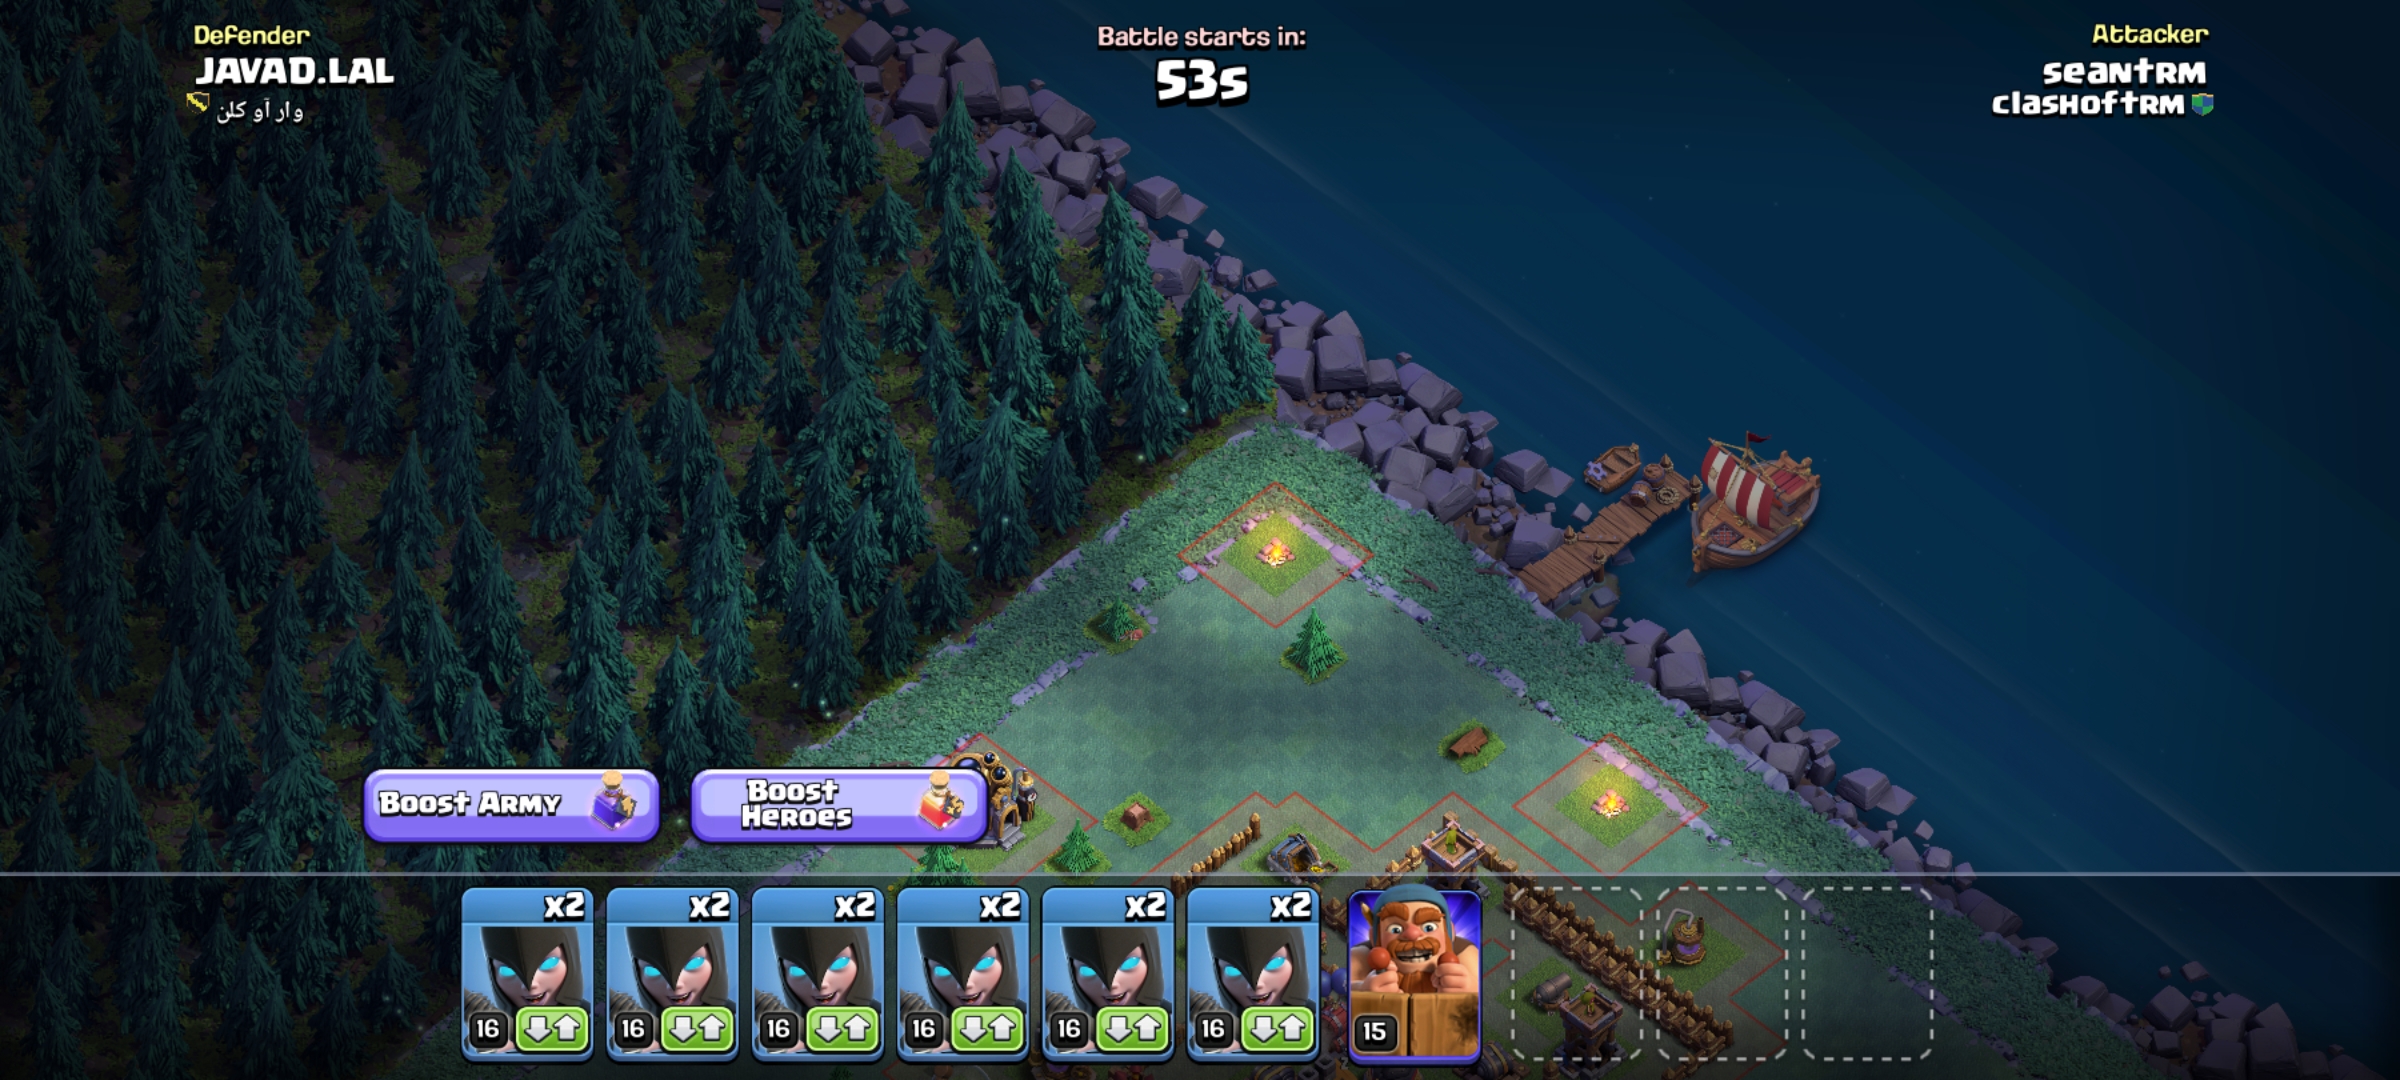 Defender
JAVAD.LAL
وار آو کلن
Battle starts in:
53s
Attacker
seantRM
clashoftRM
Boost Army
Boost
Heroes
x2
x2
x2
x2
x2
x2
16
16
16
16
16
16
15